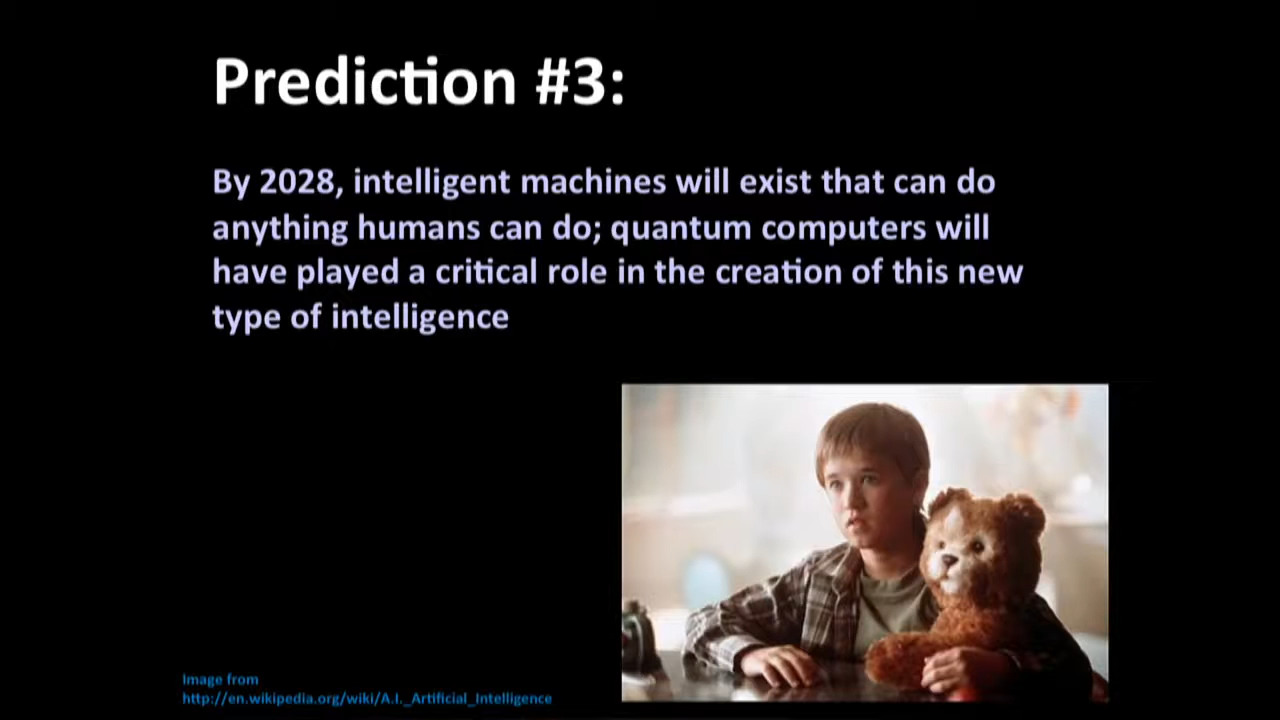 Prediction #3:
By 2028, intelligent machines will exist that can do
anything humans can do; quantum computers will
have played a critical role in the creation of this new
type of intelligence
Image from
http://en.wikipedia.org/wiki/A.I._Artificial_Intelligence